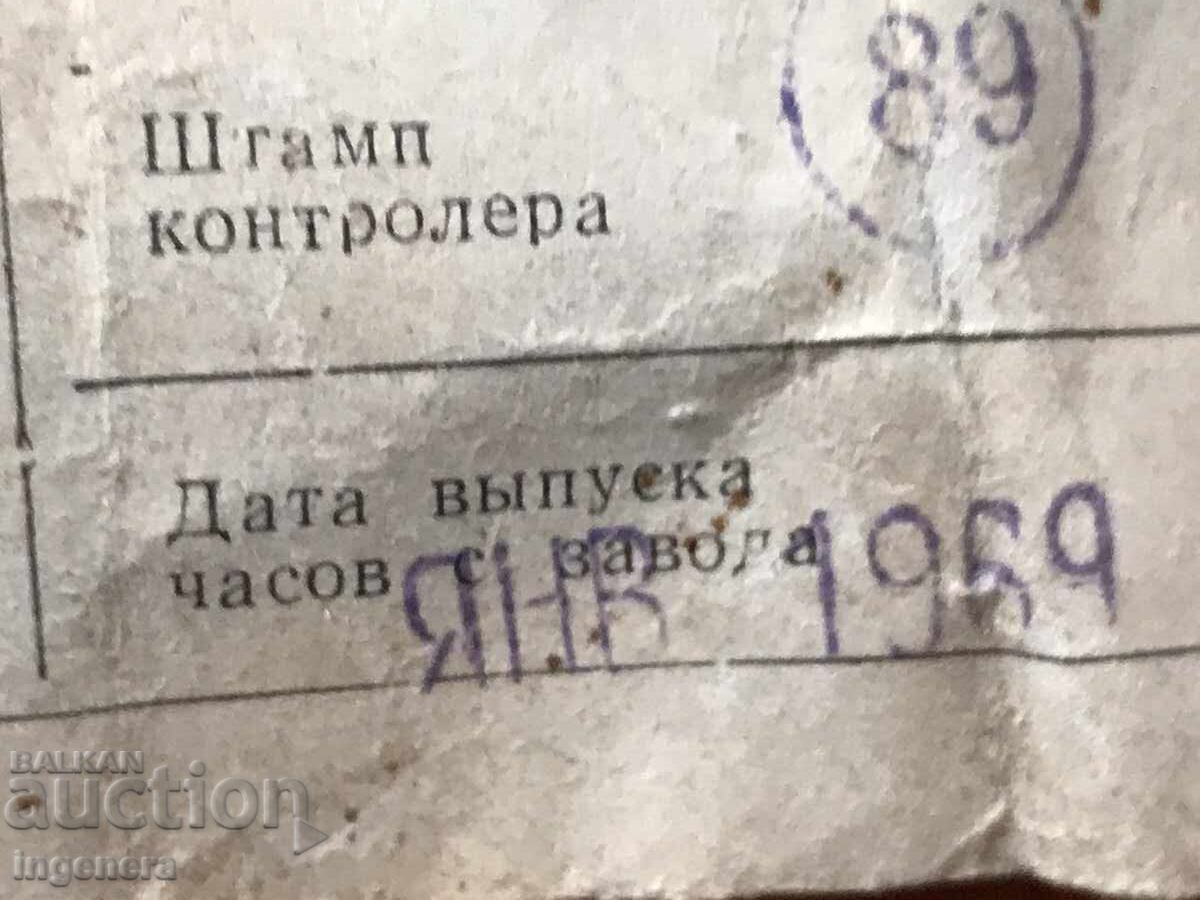 89
Штамп
контролера
Дата выпуска
часов с завода
ЯНВ 1969
BALKAN
auction
ingenera